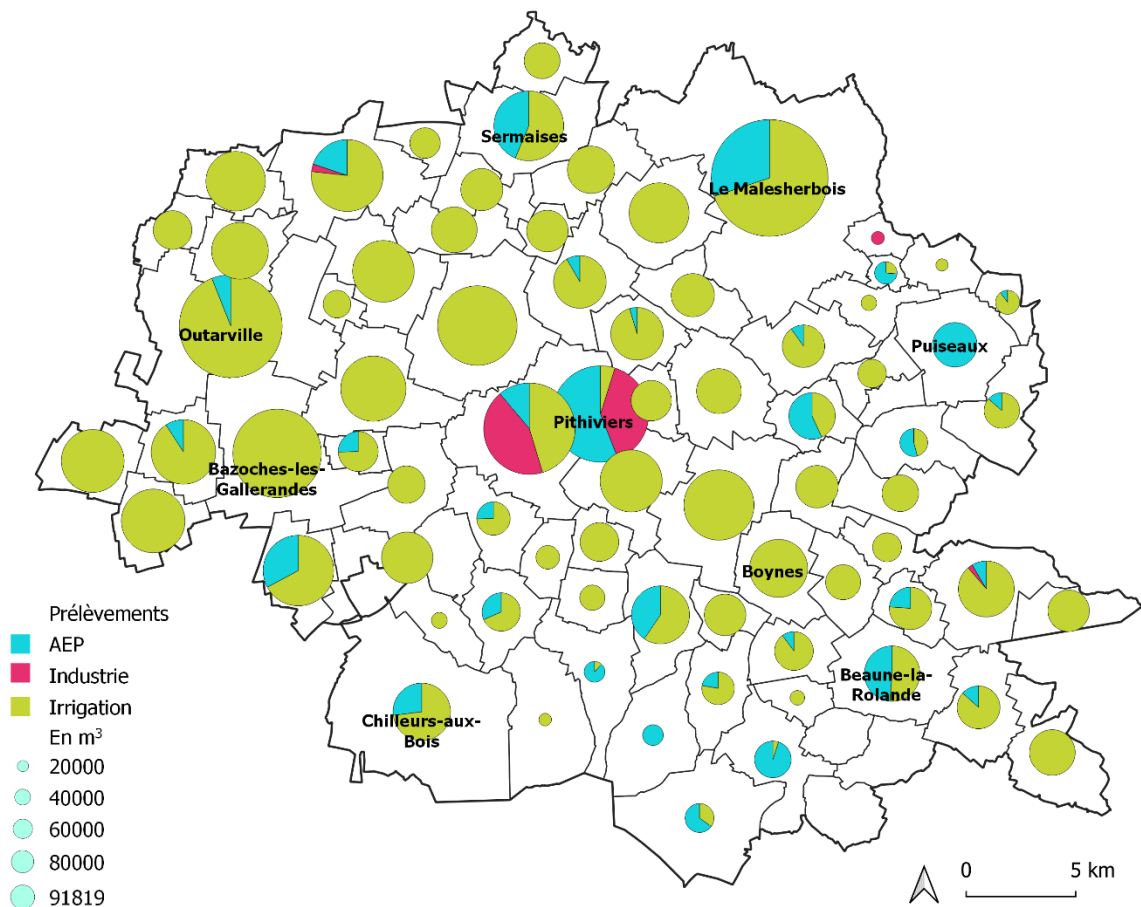 Sermaises
Le Malesherbois
Outarville
Puiseaux
Pithiviers
Bazoches-les-
Gallerandes
Boynes
Beaune-la-
Rolande
Chilleurs-aux-
Bois
Prélèvements
AEP
Industrie
Irrigation
En m³
20000
40000
60000
80000
91819
0 5 km